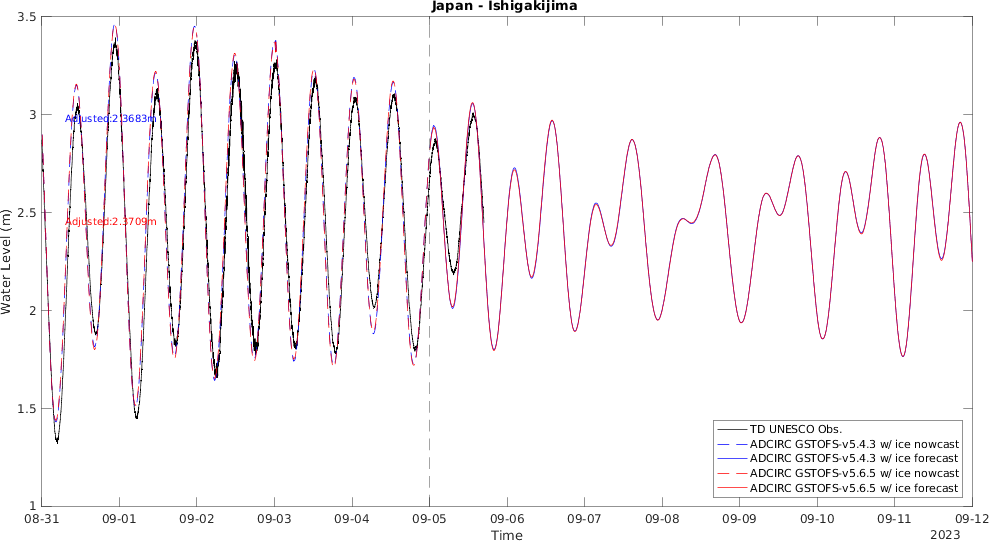 Japan - Ishigakijima
3.5
3
2.5
2
1.5
1
Water Level (m)
Adjusted:2.3683m
Adjusted:2.3709m
TD UNESCO Obs.
ADCIRC GSTOFS-v5.4.3 w/ ice nowcast
ADCIRC GSTOFS-v5.4.3 w/ ice forecast
ADCIRC GSTOFS-v5.6.5 w/ ice nowcast
ADCIRC GSTOFS-v5.6.5 w/ ice forecast
08-31 09-01 09-02 09-03 09-04 09-05 09-06 09-07 09-08 09-09 09-10 09-11 09-12
Time
2023